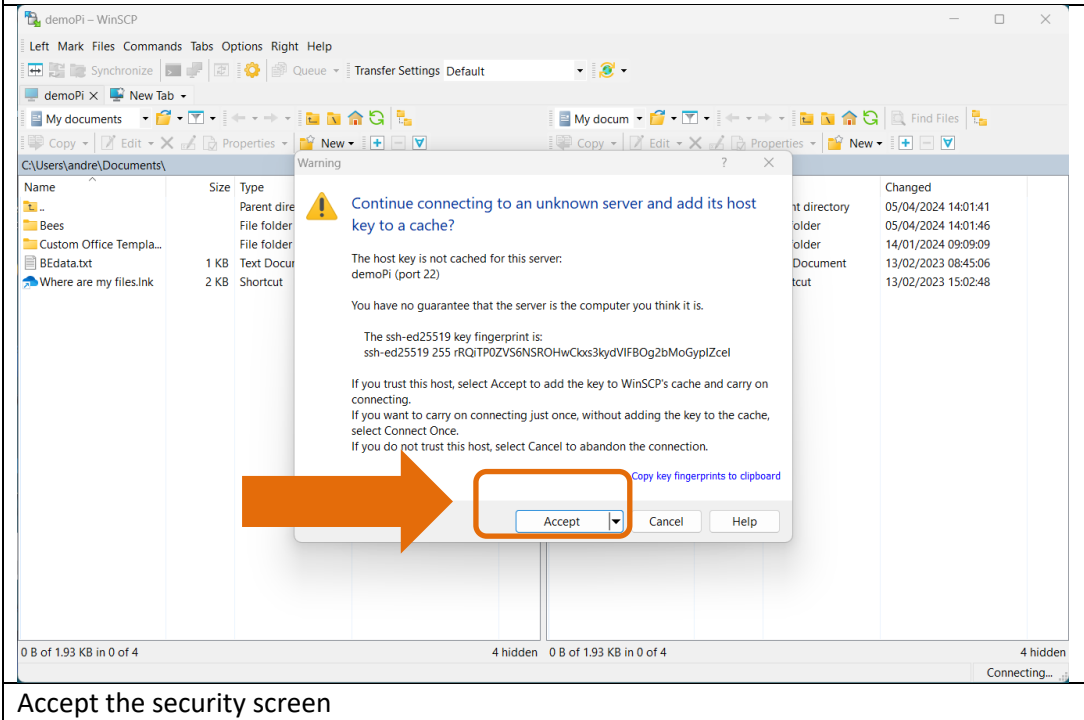 demoPi – WinSCP
Left Mark Files Commands Tabs Options Right Help
Synchronize Queue Transfer Settings Default
demoPi New Tab
My documents My docum Find Files
Copy Edit Properties New Copy Edit Properties New
C:\Users\andre\Documents\
Name Size Type Changed
.. Parent dire nt directory 05/04/2024 14:01:41
Bees File folder older 05/04/2024 14:01:46
Custom Office Templa... File folder older 14/01/2024 09:09:09
BEdata.txt 1 KB Text Docur Document 13/02/2023 08:45:06
Where are my files.lnk 2 KB Shortcut tcut 13/02/2023 15:02:48
Warning ?
Continue connecting to an unknown server and add its host
key to a cache?
The host key is not cached for this server:
demoPi (port 22)
You have no guarantee that the server is the computer you think it is.
The ssh-ed25519 key fingerprint is:
ssh-ed25519 255 rRQiTP0ZVS6NSROHwCkxs3kydVIFBOg2bMoGypIZceI
If you trust this host, select Accept to add the key to WinSCP's cache and carry on
connecting.
If you want to carry on connecting just once, without adding the key to the cache,
select Connect Once.
If you do not trust this host, select Cancel to abandon the connection.
Copy key fingerprints to clipboard
Accept Cancel Help
0 B of 1.93 KB in 0 of 4 4 hidden 0 B of 1.93 KB in 0 of 4 4 hidden
Connecting...
Accept the security screen